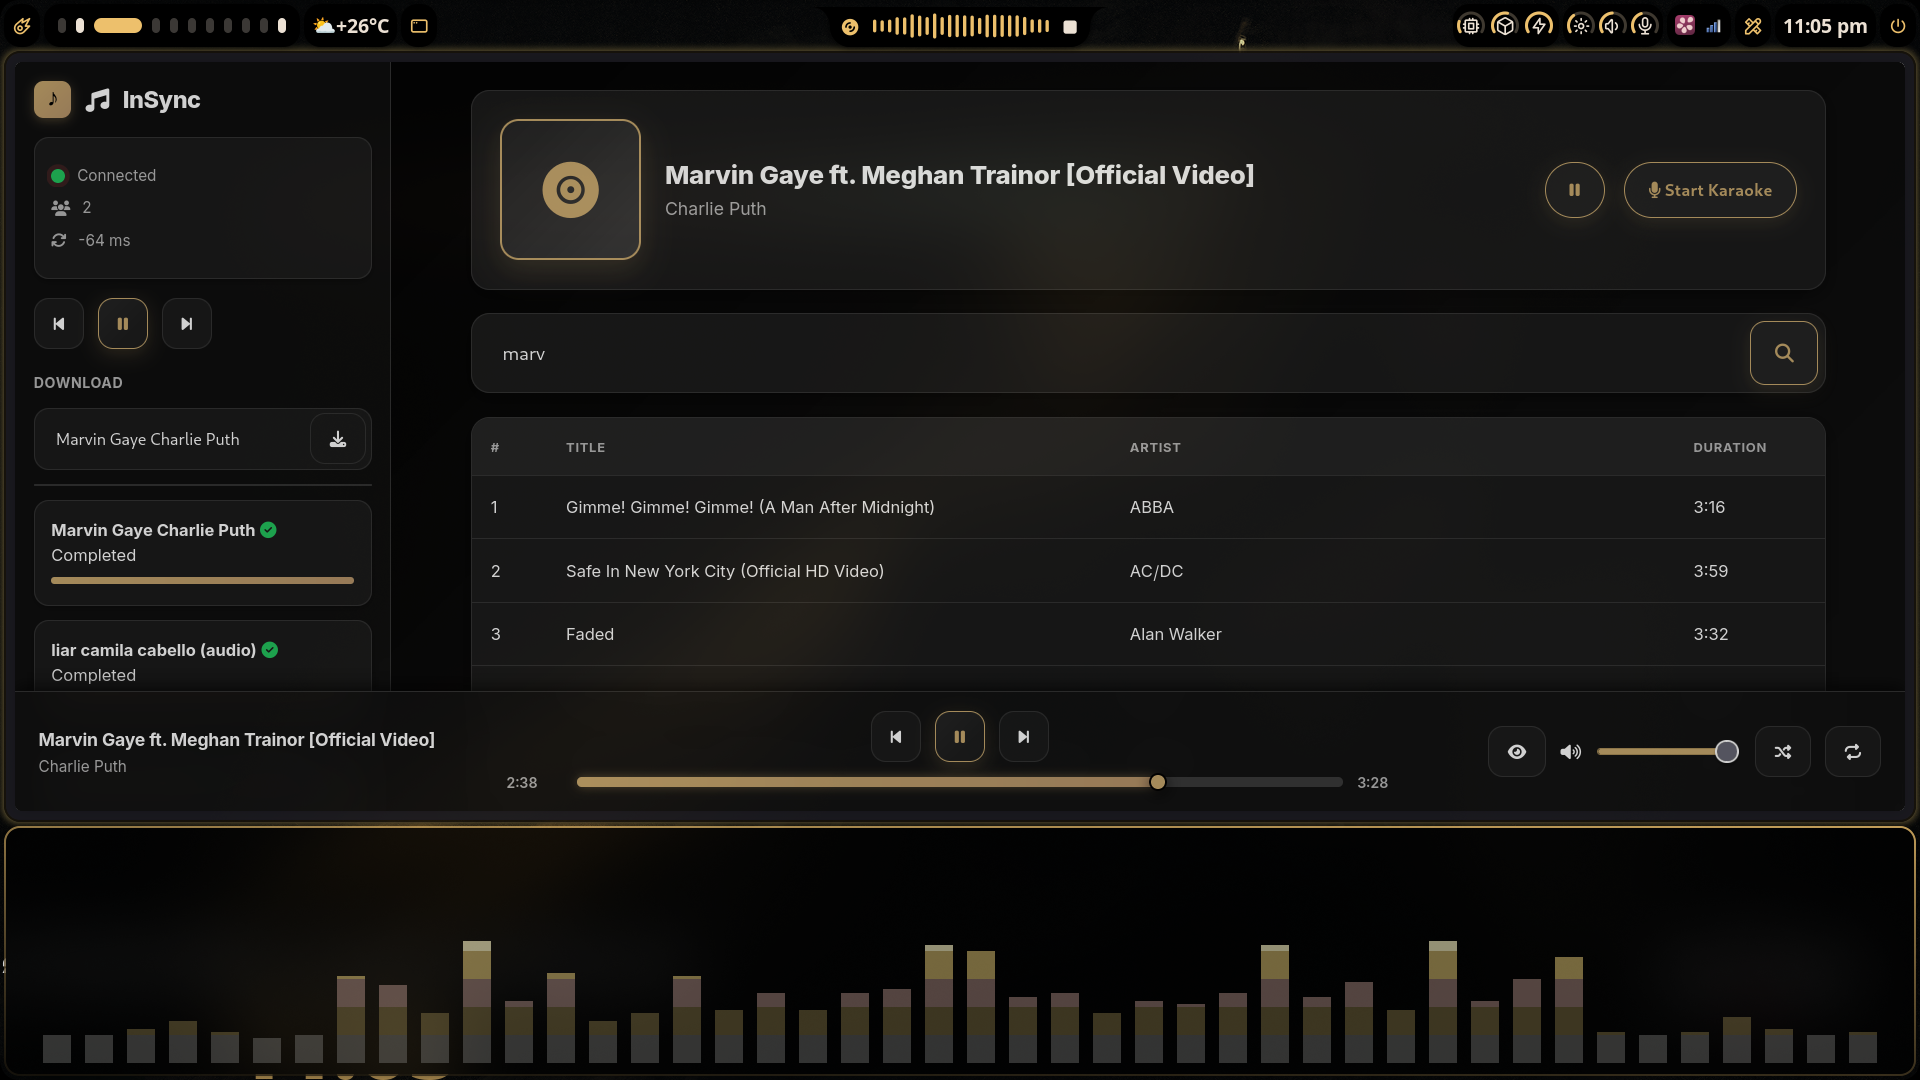 +26°C
11:05 pm
InSync
Connected
2
-64 ms
DOWNLOAD
Marvin Gaye Charlie Puth
Marvin Gaye Charlie Puth
Completed
liar camila cabello (audio)
Completed
Marvin Gaye ft. Meghan Trainor [Official Video]
Charlie Puth
Start Karaoke
marv
# TITLE ARTIST DURATION
1 Gimme! Gimme! Gimme! (A Man After Midnight) ABBA 3:16
2 Safe In New York City (Official HD Video) AC/DC 3:59
3 Faded Alan Walker 3:32
Marvin Gaye ft. Meghan Trainor [Official Video]
Charlie Puth
2:38 3:28